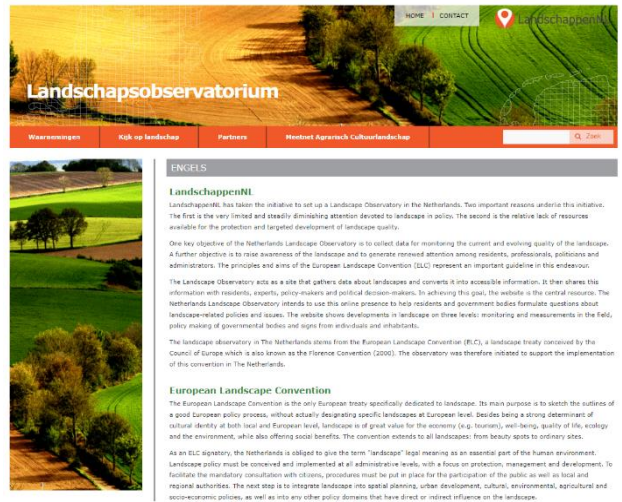 HOME | CONTACT
LandschappenNL
Landschapsobservatorium
Waarnemingen Kijk op landschap Partners Meetnet Agrarisch Cultuurlandschap Zoek
ENGELS
LandschappenNL
LandschappenNL has taken the initiative to set up a Landscape Observatory in the Netherlands. Two important reasons underlie this initiative.
The first is the very limited and steadily diminishing attention devoted to landscape in policy. The second is the relative lack of resources
available for the protection and targeted development of landscape quality.
One key objective of the Netherlands Landscape Observatory is to collect data for monitoring the current and evolving quality of the landscape.
A further objective is to raise awareness of the landscape and to generate renewed attention among residents, professionals, politicians and
administrators. The principles and aims of the European Landscape Convention (ELC) represent an important guideline in this endeavour.
The Landscape Observatory acts as a site that gathers data about landscapes and converts it into accessible information. It then shares this
information with residents, experts, policy-makers and political decision-makers. In achieving this goal, the website is the central resource. The
Netherlands Landscape Observatory intends to use this online presence to help residents and government bodies formulate questions about
landscape-related policies and issues. The website shows developments in landscape on three levels: monitoring and measurements in the field,
policy making of governmental bodies and signs from individuals and inhabitants.
The landscape observatory in The Netherlands stems from the European Landscape Convention (ELC), a landscape treaty conceived by the
Council of Europe which is also known as the Florence Convention (2000). The observatory was therefore initiated to support the implementation
of this convention in The Netherlands.
European Landscape Convention
The European Landscape Convention is the only European treaty specifically dedicated to landscape. Its main purpose is to sketch the outlines of
a good European policy process, without actually designating specific landscapes at European level. Besides being a strong determinant of
cultural identity at both local and European level, landscape is of great value for the economy (e.g. tourism), well-being, quality of life, ecology
and the environment, while also offering social benefits. The convention extends to all landscapes: from beauty spots to ordinary sites.
As an ELC signatory, the Netherlands is obliged to give the term "landscape" legal meaning as an essential part of the human environment.
Landscape policy must be conceived and implemented at all administrative levels, with a focus on protection, management and development. To
facilitate the mandatory consultation with citizens, procedures must be put in place for the participation of the public as well as local and
regional authorities. The next step is to integrate landscape into spatial planning, urban development, cultural, environmental, agricultural and
socio-economic policies, as well as into any other policy domains that have direct or indirect influence on the landscape.